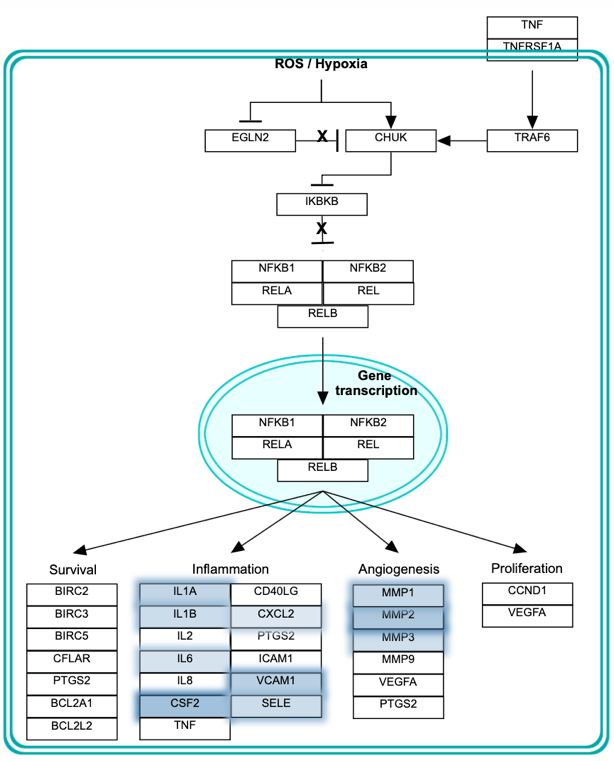 TNF
TNFRSF1A
ROS / Hypoxia
EGLN2
X
CHUK
TRAF6
IKBKB
X
NFKB1 NFKB2
RELA REL
RELB
Gene
transcription
NFKB1 NFKB2
RELA REL
RELB
Survival
BIRC2
BIRC3
BIRC5
CFLAR
PTGS2
BCL2A1
BCL2L2
Inflammation
IL1A CD40LG
IL1B CXCL2
IL2 PTGS2
IL6 ICAM1
IL8 VCAM1
CSF2 SELE
TNF
Angiogenesis
MMP1
MMP2
MMP3
MMP9
VEGFA
PTGS2
Proliferation
CCND1
VEGFA